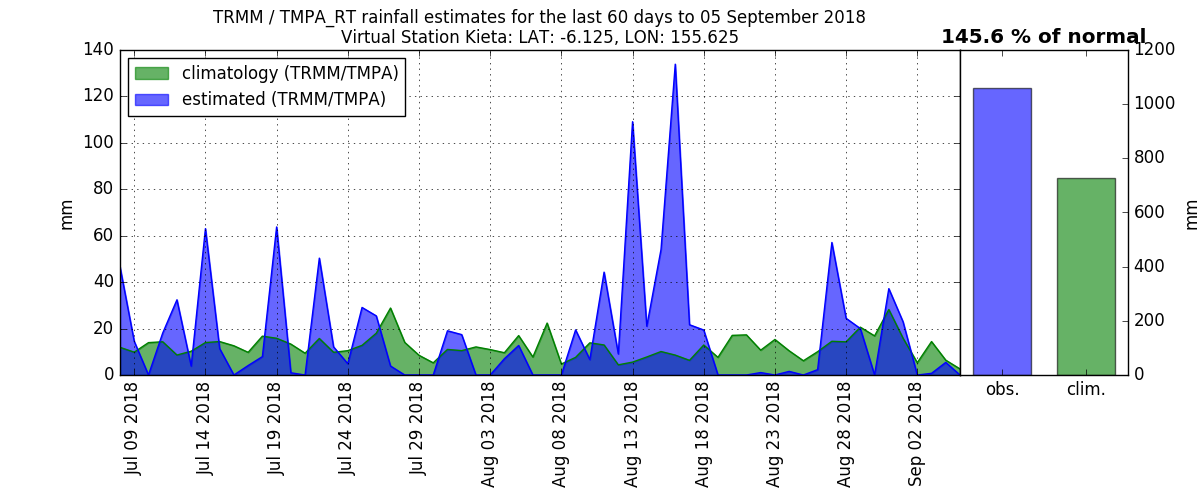 TRMM / TMPA_RT rainfall estimates for the last 60 days to 05 September 2018
Virtual Station Kieta: LAT: -6.125, LON: 155.625
145.6 % of normal
climatology (TRMM/TMPA)
estimated (TRMM/TMPA)
mm
140
120
100
80
60
40
20
0
Jul 09 2018
Jul 14 2018
Jul 19 2018
Jul 24 2018
Jul 29 2018
Aug 03 2018
Aug 08 2018
Aug 13 2018
Aug 18 2018
Aug 23 2018
Aug 28 2018
Sep 02 2018
obs.
clim.
1200
1000
800
600
400
200
0
mm